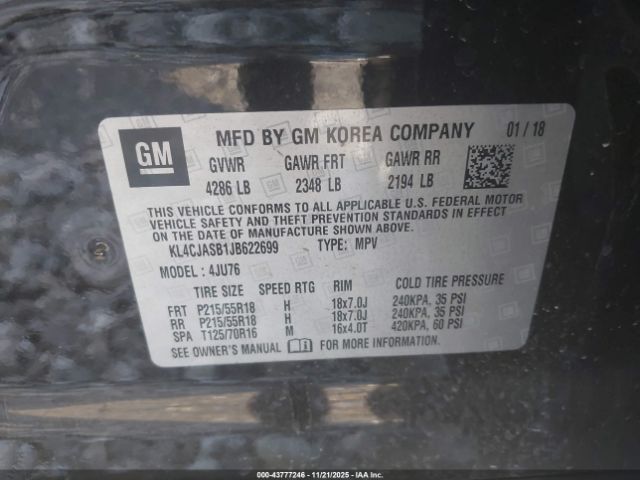 GM MFD BY GM KOREA COMPANY 01 / 18
GVWR GAWR FRT GAWR RR
4286 LB 2348 LB 2194 LB
THIS VEHICLE CONFORMS TO ALL APPLICABLE U.S. FEDERAL MOTOR
VEHICLE SAFETY AND THEFT PREVENTION STANDARDS IN EFFECT
ON THE DATE OF MANUFACTURE SHOWN ABOVE.
KL4CJASB1JB622699 TYPE: MPV
MODEL : 4JU76
TIRE SIZE SPEED RTG RIM COLD TIRE PRESSURE
FRT P215/55R18 H 18x7.0J 240KPA, 35 PSI
RR P215/55R18 H 18x7.0J 240KPA, 35 PSI
SPA T125/70R16 M 16x4.0T 420KPA, 60 PSI
SEE OWNER'S MANUAL FOR MORE INFORMATION.
000-43777246 - 11/21/2025 - IAAI.COM